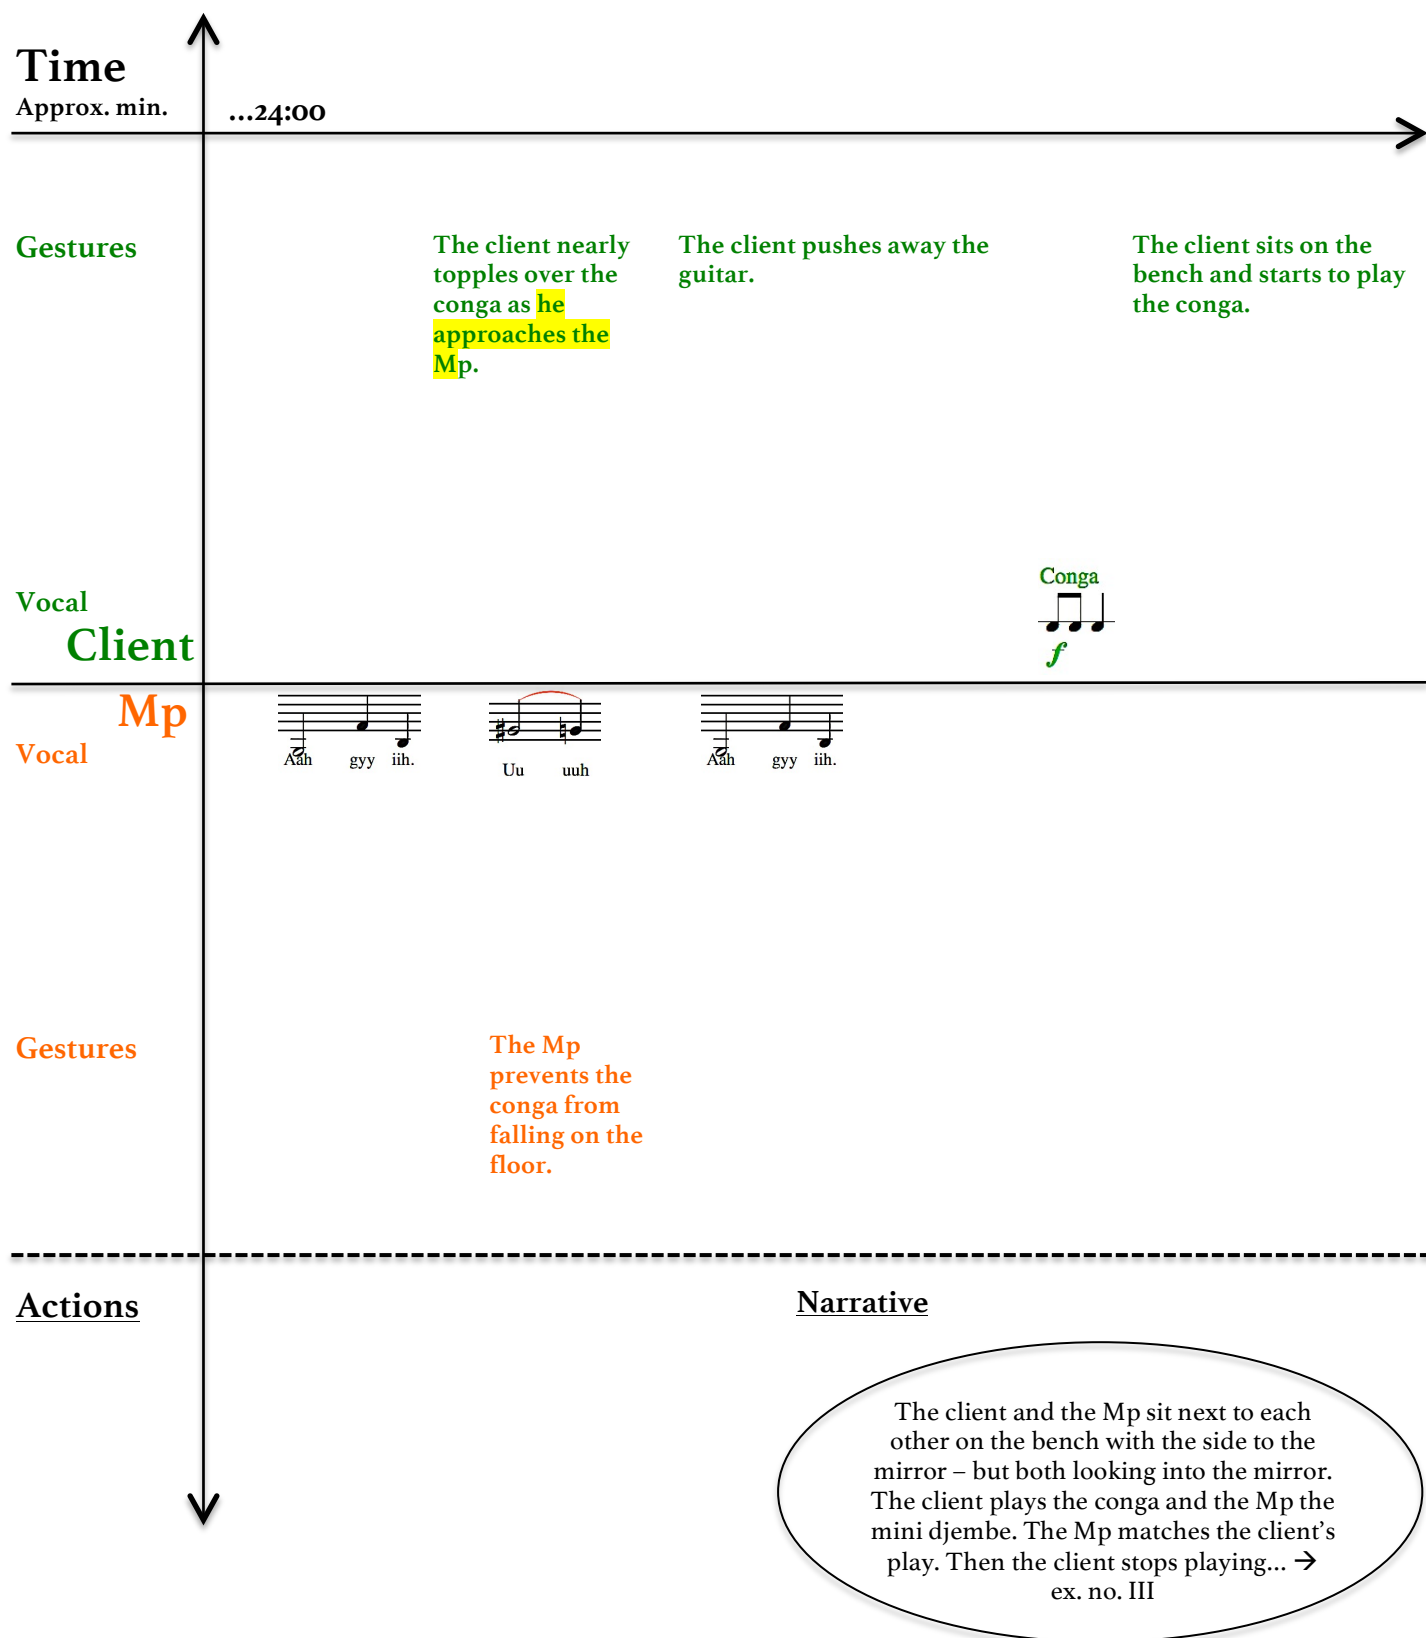 Time
Approx. min.
...24:00
Gestures
The client nearly
topples over the
conga as he
approaches the
Mp.
The client pushes away the
guitar.
The client sits on the
bench and starts to play
the conga.
Conga
f
Vocal
Client
Mp
Vocal
Aah gyy iih.
Uu uuh
Aah gyy iih.
Gestures
The Mp
prevents the
conga from
falling on the
floor.
Actions
Narrative
The client and the Mp sit next to each
other on the bench with the side to the
mirror – but both looking into the mirror.
The client plays the conga and the Mp the
mini djembe. The Mp matches the client's
play. Then the client stops playing... →
ex. no. III